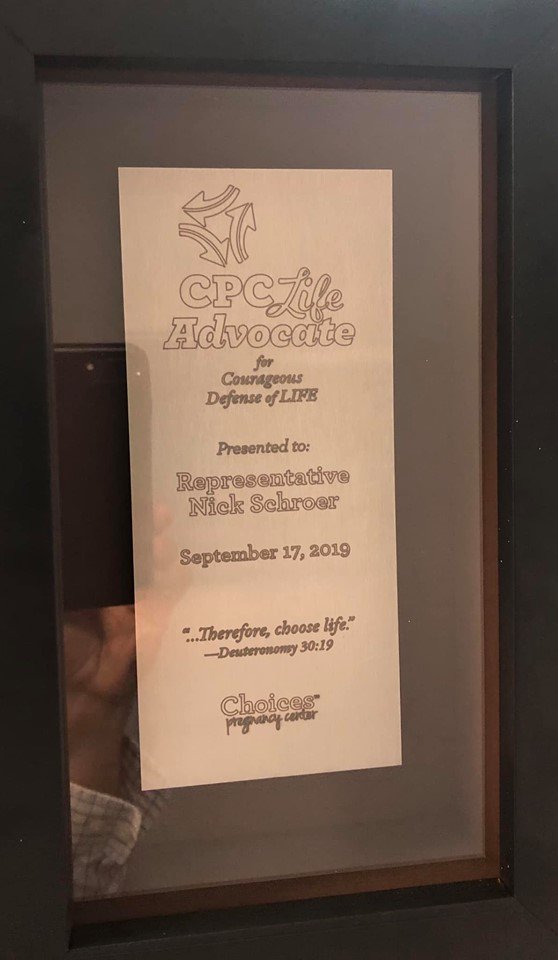 CPC Life
Advocate
for
Courageous
Defense of LIFE
Presented to:
Representative
Nick Schroer
September 17, 2019
“...Therefore, choose life.”
—Deuteronomy 30:19
Choices℠
pregnancy center